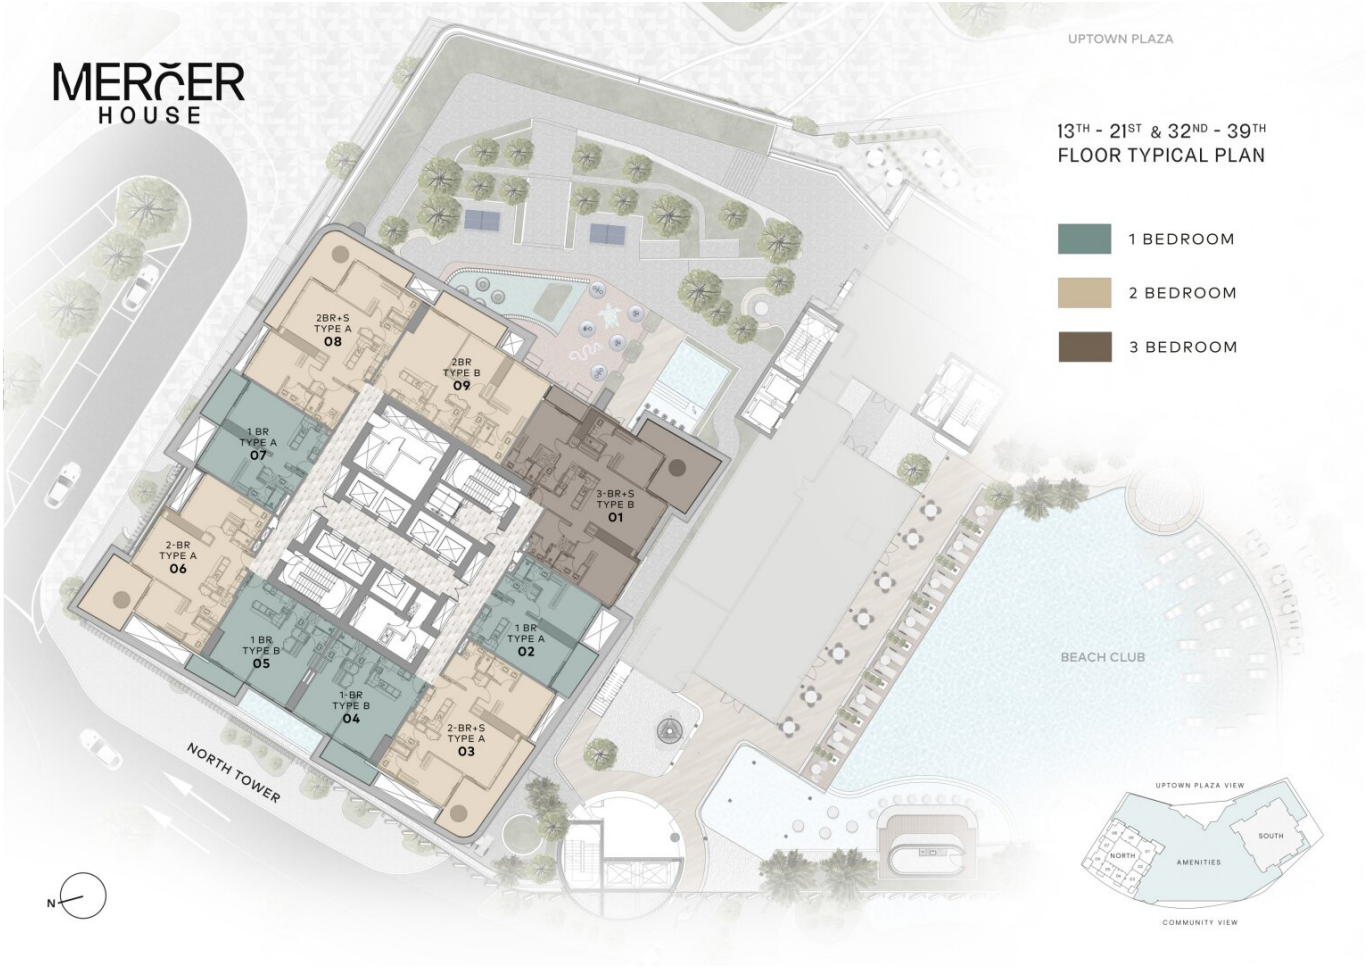 MERCER
HOUSE
UPTOWN PLAZA
13TH - 21ST & 32ND - 39TH
FLOOR TYPICAL PLAN
1 BEDROOM
2 BEDROOM
3 BEDROOM
2BR+S
TYPE A
08
2BR
TYPE B
09
1 BR
TYPE A
07
3-BR+S
TYPE B
01
2-BR
TYPE A
06
1 BR
TYPE A
02
1 BR
TYPE B
05
1-BR
TYPE B
04
2-BR+S
TYPE A
03
BEACH CLUB
NORTH TOWER
N
UPTOWN PLAZA VIEW
NORTH
SOUTH
AMENITIES
COMMUNITY VIEW